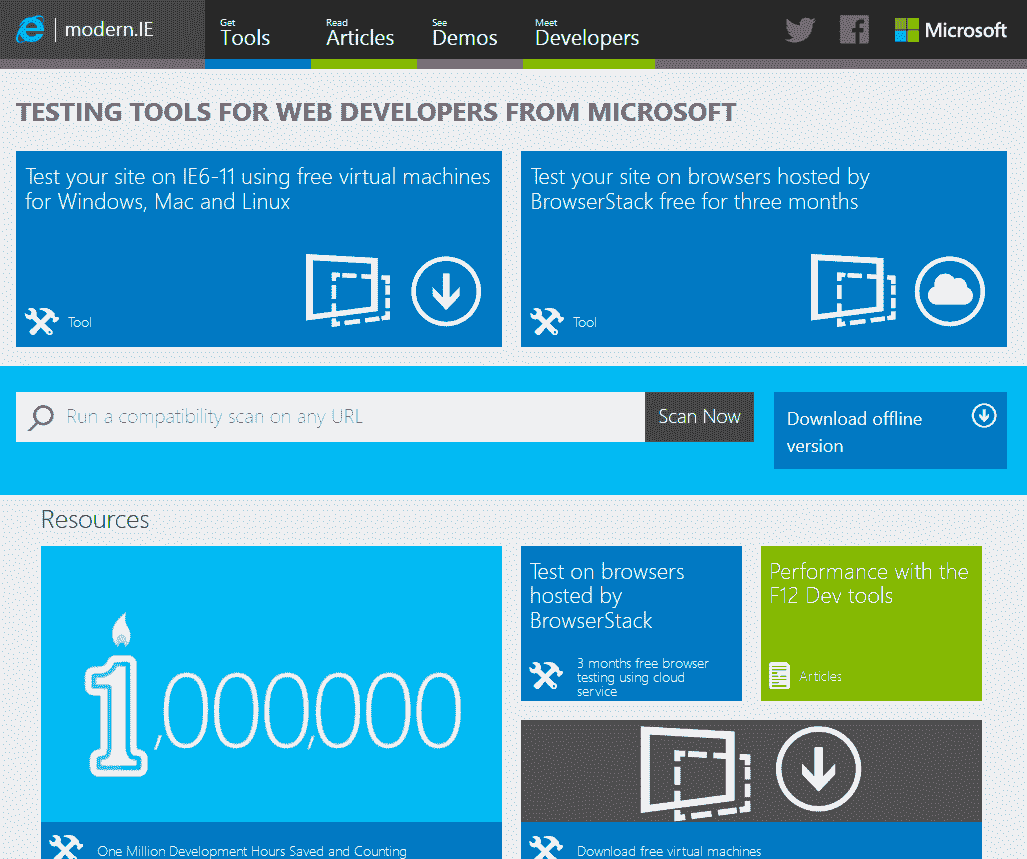 modern.IE
Get
Tools
Read
Articles
See
Demos
Meet
Developers
Microsoft
TESTING TOOLS FOR WEB DEVELOPERS FROM MICROSOFT
Test your site on IE6-11 using free virtual machines
for Windows, Mac and Linux
Tool
Test your site on browsers hosted by
BrowserStack free for three months
Tool
Run a compatibility scan on any URL
Scan Now
Download offline
version
Resources
1,000,000
One Million Development Hours Saved and Counting
Test on browsers
hosted by
BrowserStack
3 months free browser
testing using cloud
service
Performance with the
F12 Dev tools
Articles
Download free virtual machines